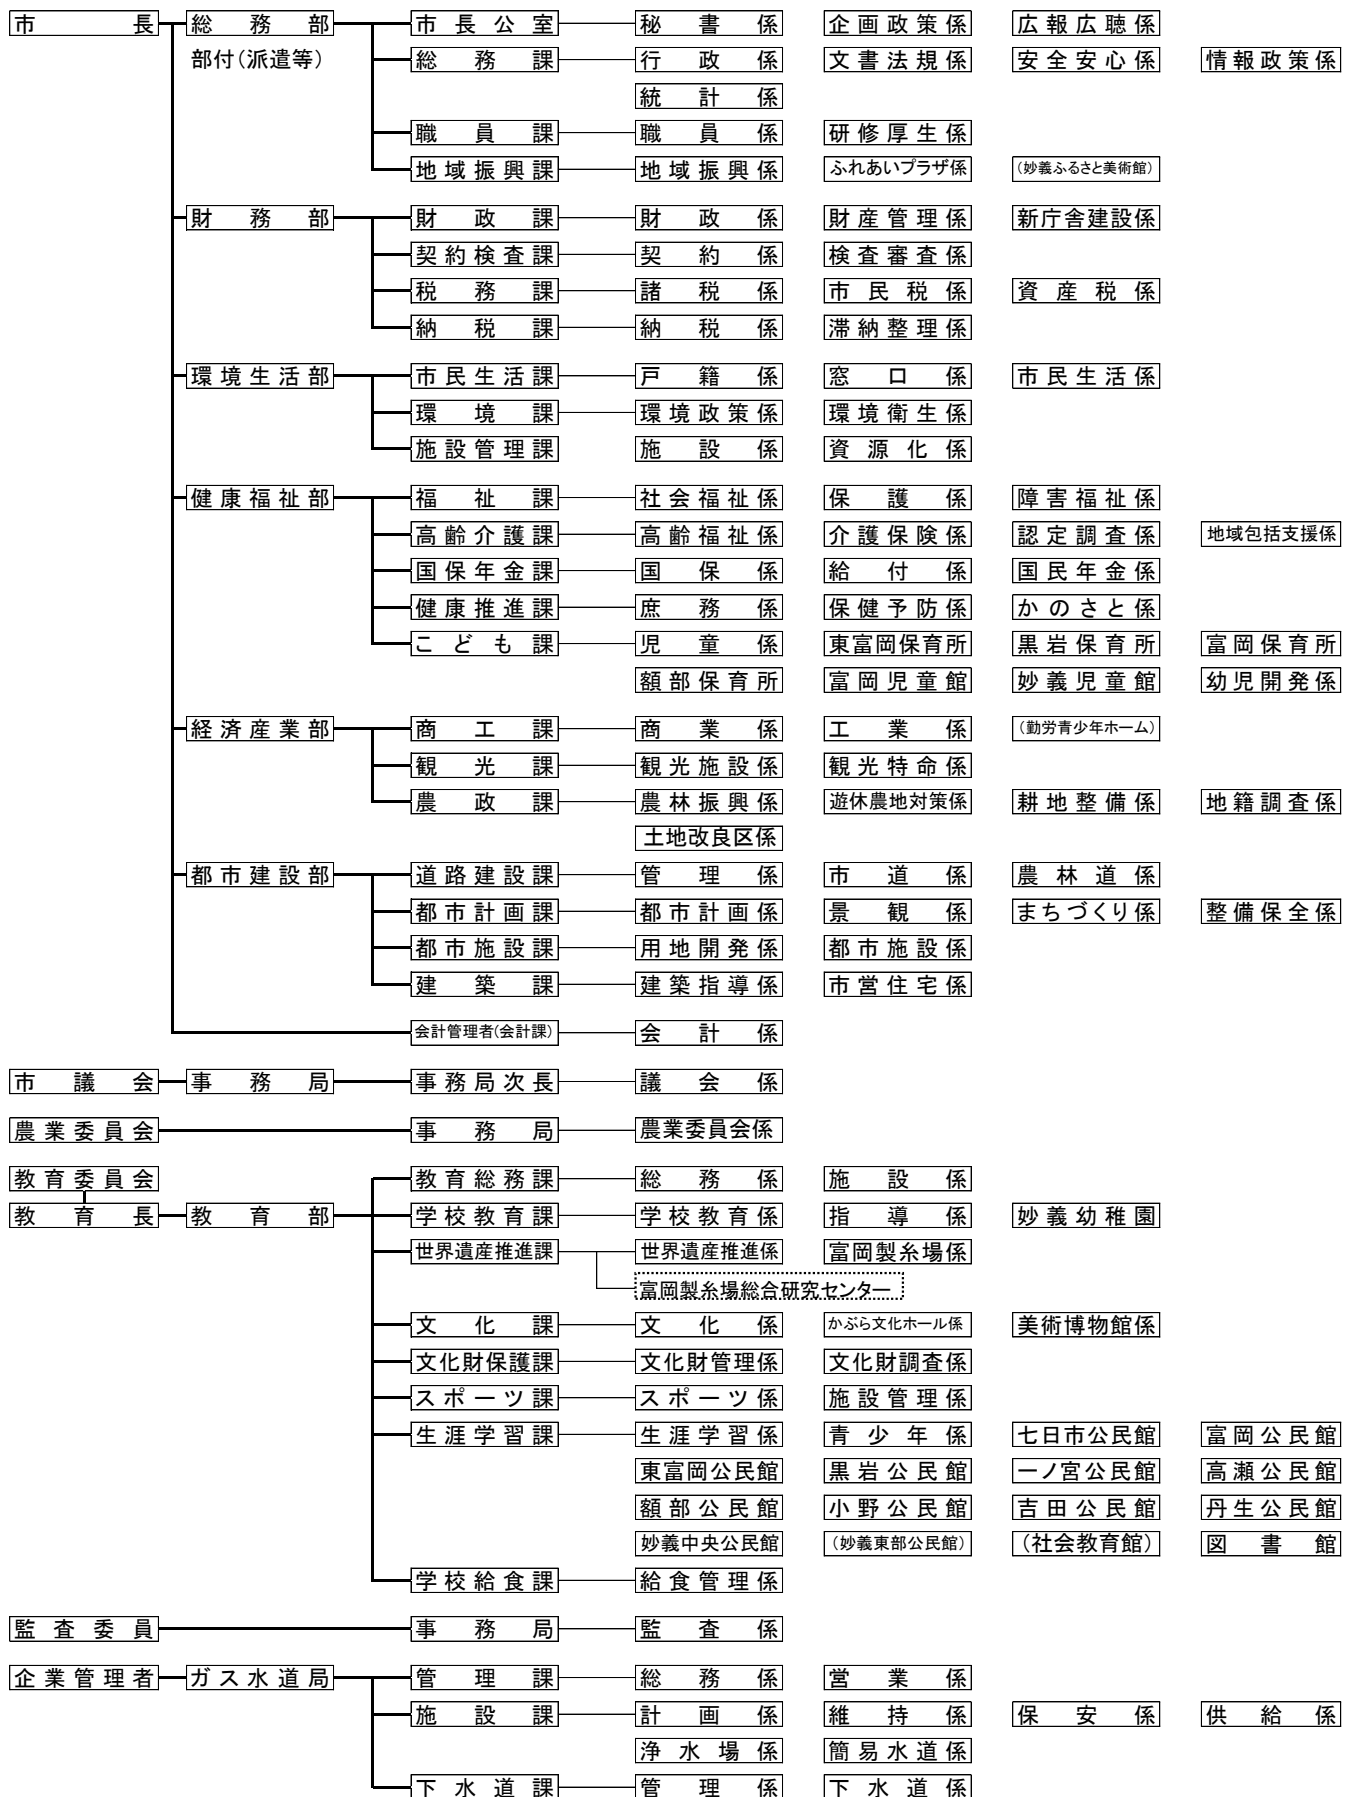 市長 総務部 市長公室 秘書係 企画政策係 広報広聴係
部付(派遣等) 総務課 行政係 文書法規係 安全安心係 情報政策係
統計係
職員課 職員係 研修厚生係
地域振興課 地域振興係 ふれあいプラザ係 (妙義ふるさと美術館)
財務部 財政課 財政係 財産管理係 新庁舎建設係
契約検査課 契約係 検査審査係
税務課 諸税係 市民税係 資産税係
納税課 納税係 滞納整理係
環境生活部 市民生活課 戸籍係 窓口係 市民生活係
環境課 環境政策係 環境衛生係
施設管理課 施設係 資源化係
健康福祉部 福祉課 社会福祉係 保護係 障害福祉係
高齢介護課 高齢福祉係 介護保険係 認定調査係 地域包括支援係
国保年金課 国保係 給付係 国民年金係
健康推進課 庶務係 保健予防係 かのさと係
こども課 児童係 東富岡保育所 黒岩保育所 富岡保育所
額部保育所 富岡児童館 妙義児童館 幼児開発係
経済産業部 商工課 商業係 工業係 (勤労青少年ホーム)
観光課 観光施設係 観光特命係
農政課 農林振興係 遊休農地対策係 耕地整備係 地籍調査係
土地改良区係
都市建設部 道路建設課 管理係 市道係 農林道係
都市計画課 都市計画係 景観係 まちづくり係 整備保全係
都市施設課 用地開発係 都市施設係
建築課 建築指導係 市営住宅係
会計管理者(会計課) 会計係
市議会 事務局 事務局次長 議会係
農業委員会 事務局 農業委員会係
教育委員会 教育総務課 総務係 施設係
教育長 教育部 学校教育課 学校教育係 指導係 妙義幼稚園
世界遺産推進課 世界遺産推進係 富岡製糸場係
富岡製糸場総合研究センター
文化課 文化係 かぶら文化ホール係 美術博物館係
文化財保護課 文化財管理係 文化財調査係
スポーツ課 スポーツ係 施設管理係
生涯学習課 生涯学習係 青少年係 七日市公民館 富岡公民館
東富岡公民館 黒岩公民館 一ノ宮公民館 高瀬公民館
額部公民館 小野公民館 吉田公民館 丹生公民館
妙義中央公民館 (妙義東部公民館) (社会教育館) 図書館
学校給食課 給食管理係
監査委員 事務局 監査係
企業管理者 ガス水道局 管理課 総務係 営業係
施設課 計画係 維持係 保安係 供給係
浄水場係 簡易水道係
下水道課 管理係 下水道係